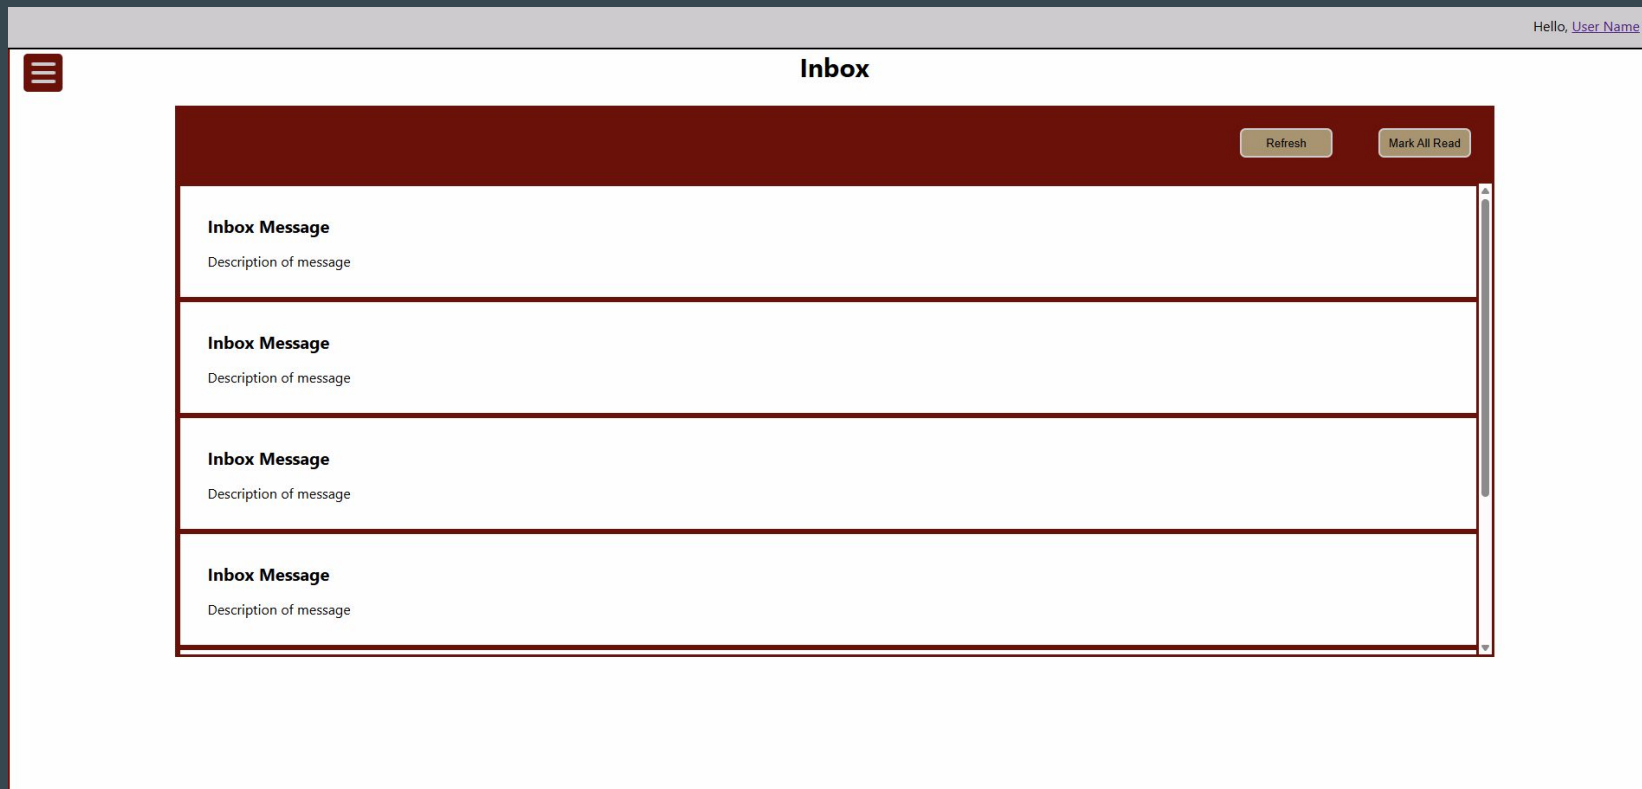 Hello, User Name
Inbox
Refresh
Mark All Read
Inbox Message
Description of message
Inbox Message
Description of message
Inbox Message
Description of message
Inbox Message
Description of message